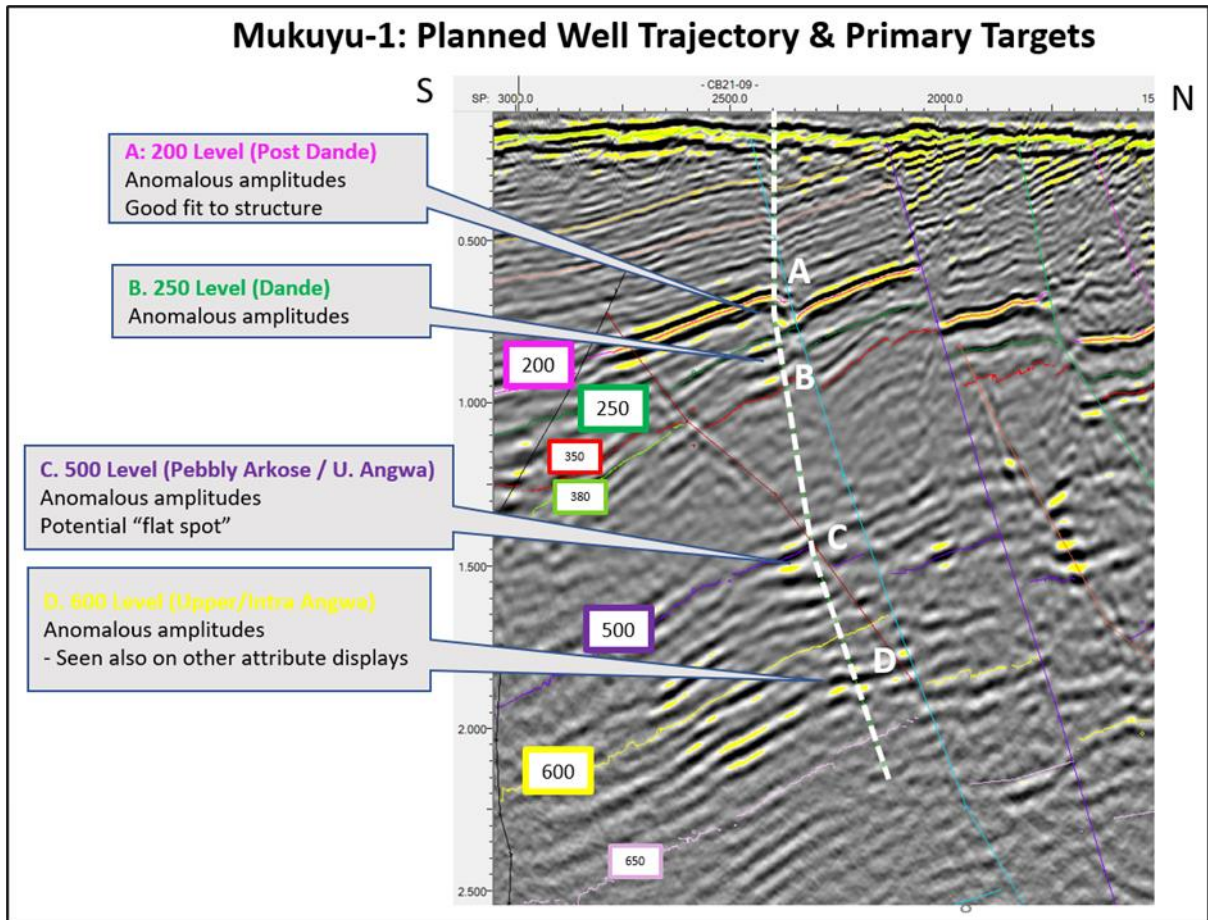 Mukuyu-1: Planned Well Trajectory & Primary Targets
S
- CB21-09 -
N
SP: 3000.0 2500.0 2000.0 15
A: 200 Level (Post Dande)
Anomalous amplitudes
Good fit to structure
0.500
A
B. 250 Level (Dande)
Anomalous amplitudes
200
B
1.000
250
350
380
C. 500 Level (Pebbly Arkose / U. Angwa)
Anomalous amplitudes
Potential “flat spot”
C
1.500
D. 600 Level (Upper/Intra Angwa)
Anomalous amplitudes
- Seen also on other attribute displays
500
D
2.000
600
650
2.500